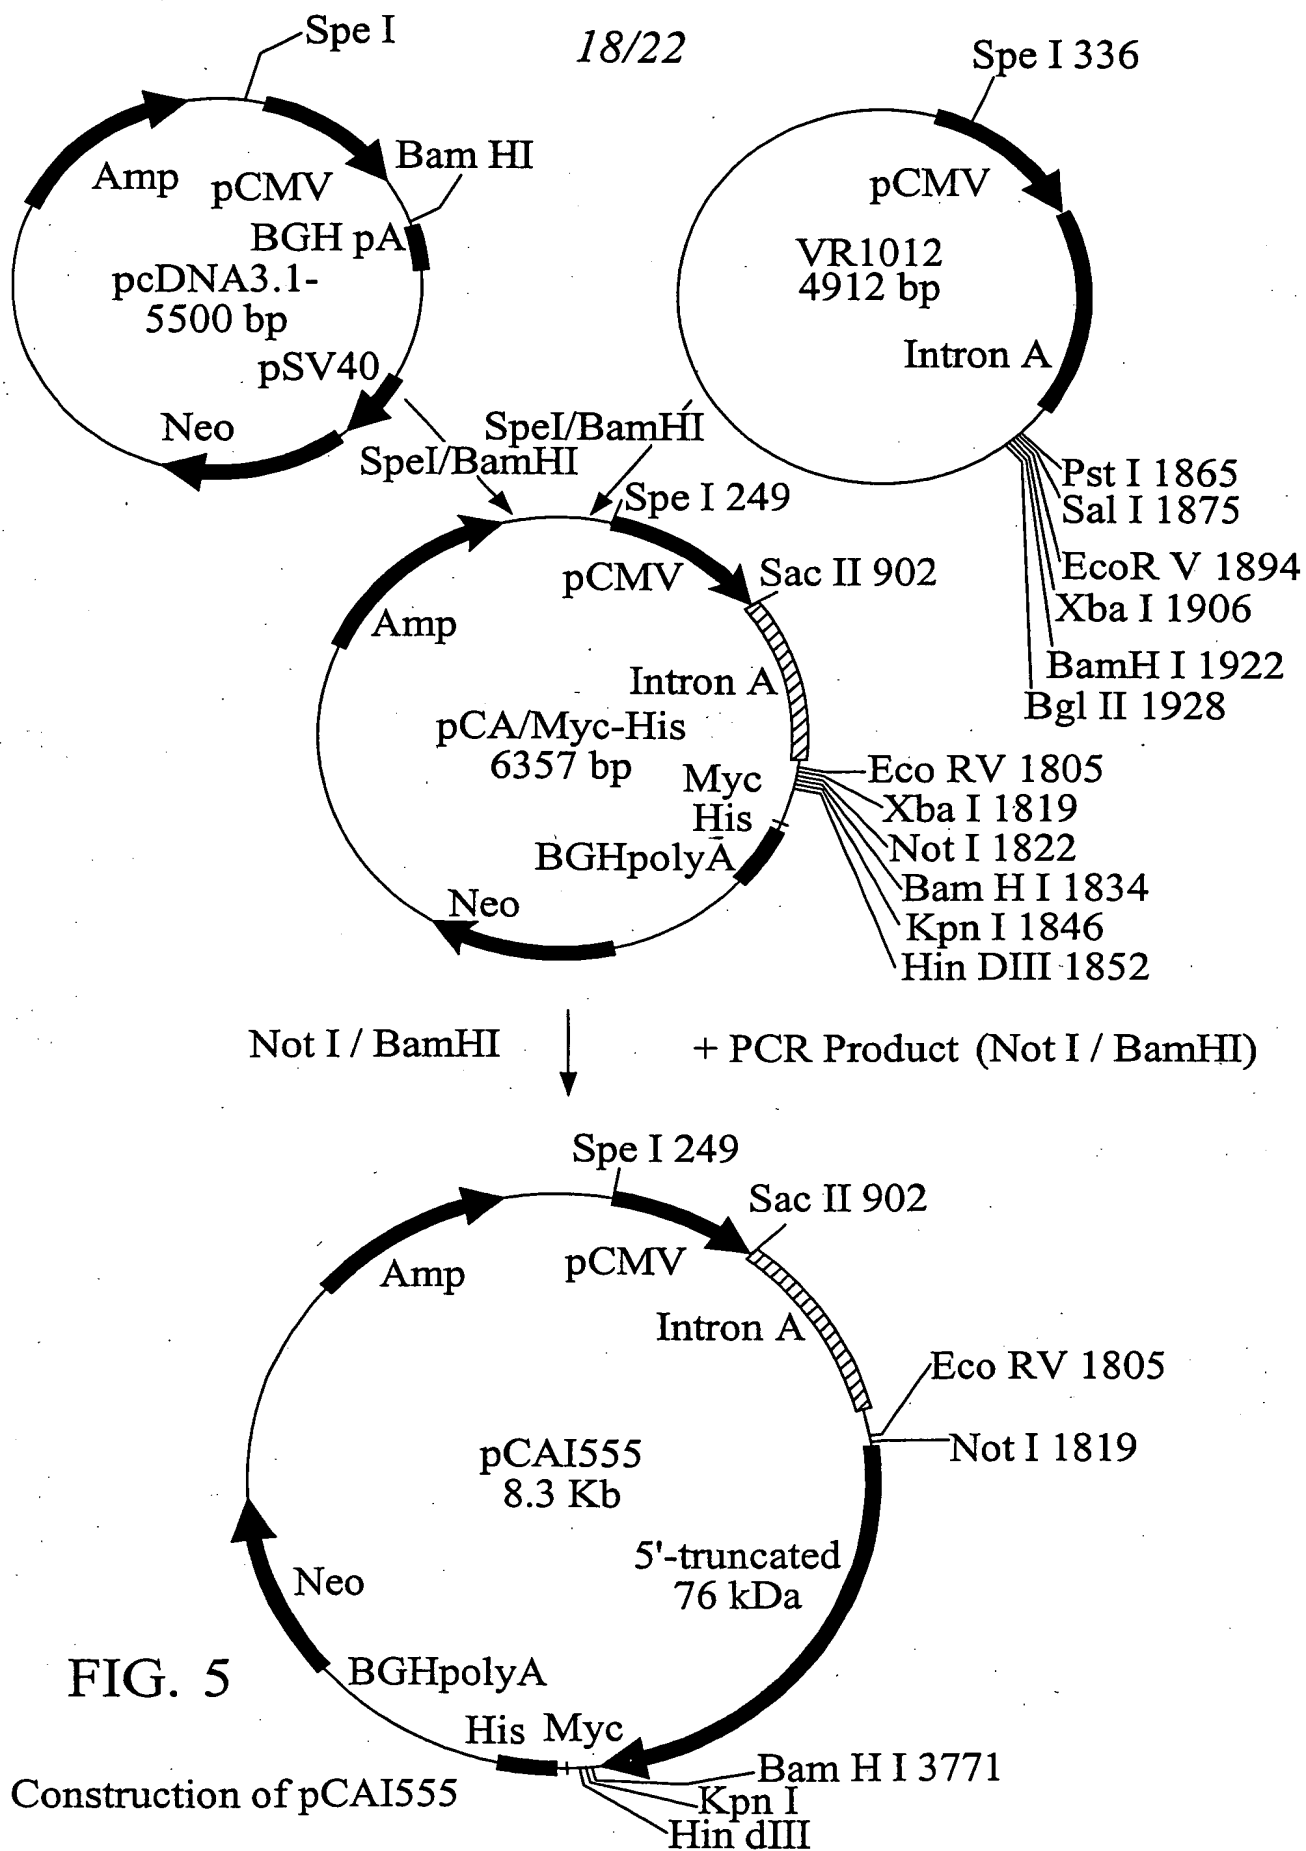 18/22
Spe I
Amp
pCMV
Bam HI
BGH pA
pcDNA3.1-
5500 bp
pSV40
Neo
SpeI/BamHI
Spe I 336
pCMV
VR1012
4912 bp
Intron A
SpeI/BamHI
Pst I 1865
Sal I 1875
EcoR V 1894
Xba I 1906
BamH I 1922
Bgl II 1928
Spe I 249
pCMV
Sac II 902
Amp
Intron A
pCA/Myc-His
6357 bp
Myc
His
BGHpolyA
Neo
Eco RV 1805
Xba I 1819
Not I 1822
Bam H I 1834
Kpn I 1846
Hin DIII 1852
Not I / BamHI
+ PCR Product (Not I / BamHI)
Spe I 249
Sac II 902
Amp
pCMV
Intron A
Eco RV 1805
Not I 1819
pCAI555
8.3 Kb
5'-truncated
76 kDa
Neo
BGHpolyA
His Myc
Bam H I 3771
Kpn I
Hin dIII
FIG. 5
Construction of pCAI555